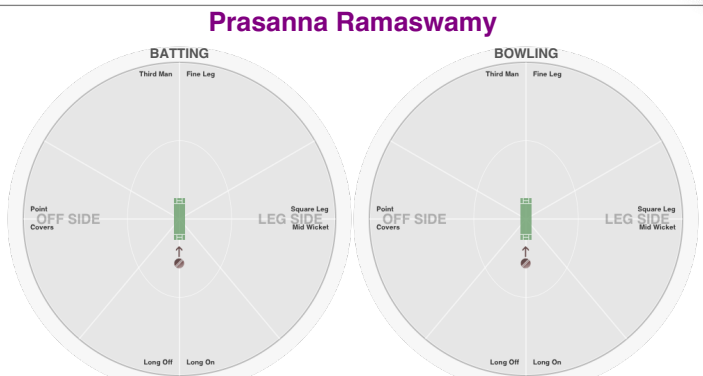 Prasanna Ramaswamy
BATTING
Third Man
Fine Leg
Point
OFF SIDE
Covers
Square Leg
LEG SIDE
Mid Wicket
Long Off
Long On
BOWLING
Third Man
Fine Leg
Point
OFF SIDE
Covers
Square Leg
LEG SIDE
Mid Wicket
Long Off
Long On